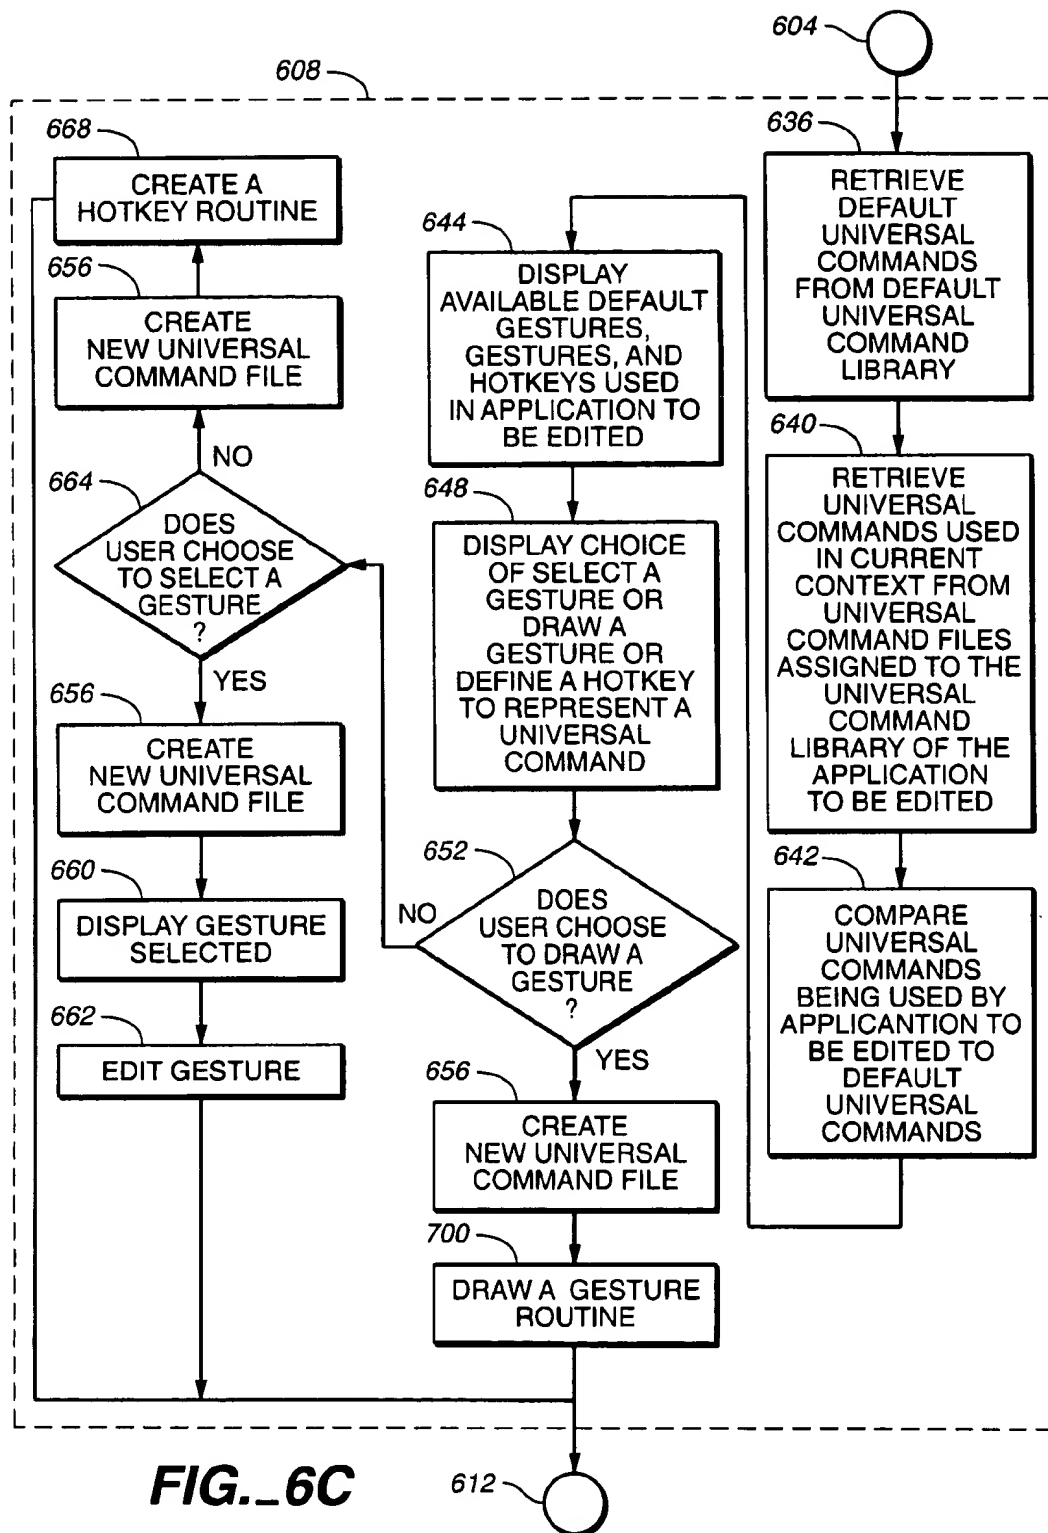 604
608
636
RETRIEVE
DEFAULT
UNIVERSAL
COMMANDS
FROM DEFAULT
UNIVERSAL
COMMAND
LIBRARY
640
RETRIEVE
UNIVERSAL
COMMANDS USED
IN CURRENT
CONTEXT FROM
UNIVERSAL
COMMAND FILES
ASSIGNED TO THE
UNIVERSAL
COMMAND
LIBRARY OF THE
APPLICATION
TO BE EDITED
642
COMPARE
UNIVERSAL
COMMANDS
BEING USED BY
APPLICANTION TO
BE EDITED TO
DEFAULT
UNIVERSAL
COMMANDS
644
DISPLAY
AVAILABLE DEFAULT
GESTURES,
GESTURES, AND
HOTKEYS USED
IN APPLICATION TO
BE EDITED
648
DISPLAY CHOICE
OF SELECT A
GESTURE OR
DRAW A
GESTURE OR
DEFINE A HOTKEY
TO REPRESENT A
UNIVERSAL
COMMAND
652
DOES
USER CHOOSE
TO DRAW A
GESTURE
?
NO
YES
656
CREATE
NEW UNIVERSAL
COMMAND FILE
700
DRAW A GESTURE
ROUTINE
668
CREATE A
HOTKEY ROUTINE
656
CREATE
NEW UNIVERSAL
COMMAND FILE
NO
664
DOES
USER CHOOSE
TO SELECT A
GESTURE
?
YES
656
CREATE
NEW UNIVERSAL
COMMAND FILE
660
DISPLAY GESTURE
SELECTED
662
EDIT GESTURE
612
FIG._6C